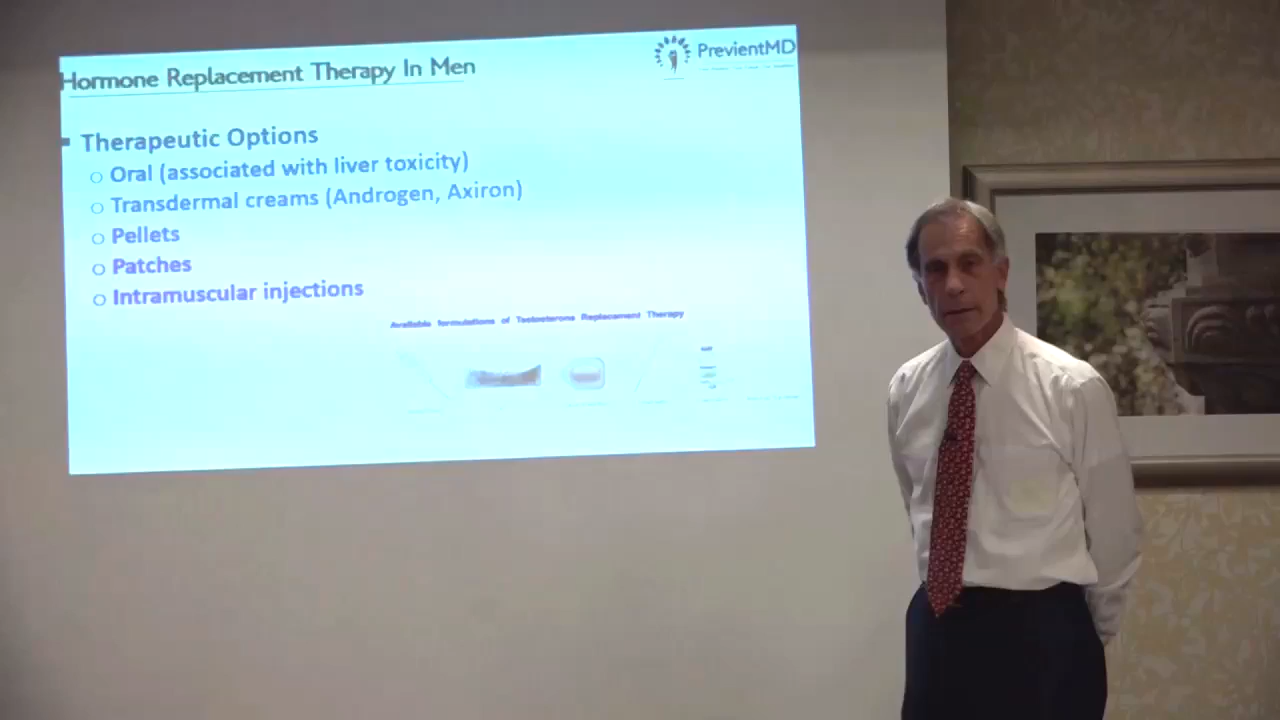 Hormone Replacement Therapy In Men
PrevientMD
Therapeutic Options
Oral (associated with liver toxicity)
Transdermal creams (Androgen, Axiron)
Pellets
Patches
Intramuscular injections
Available formulations of Testosterone Replacement Therapy